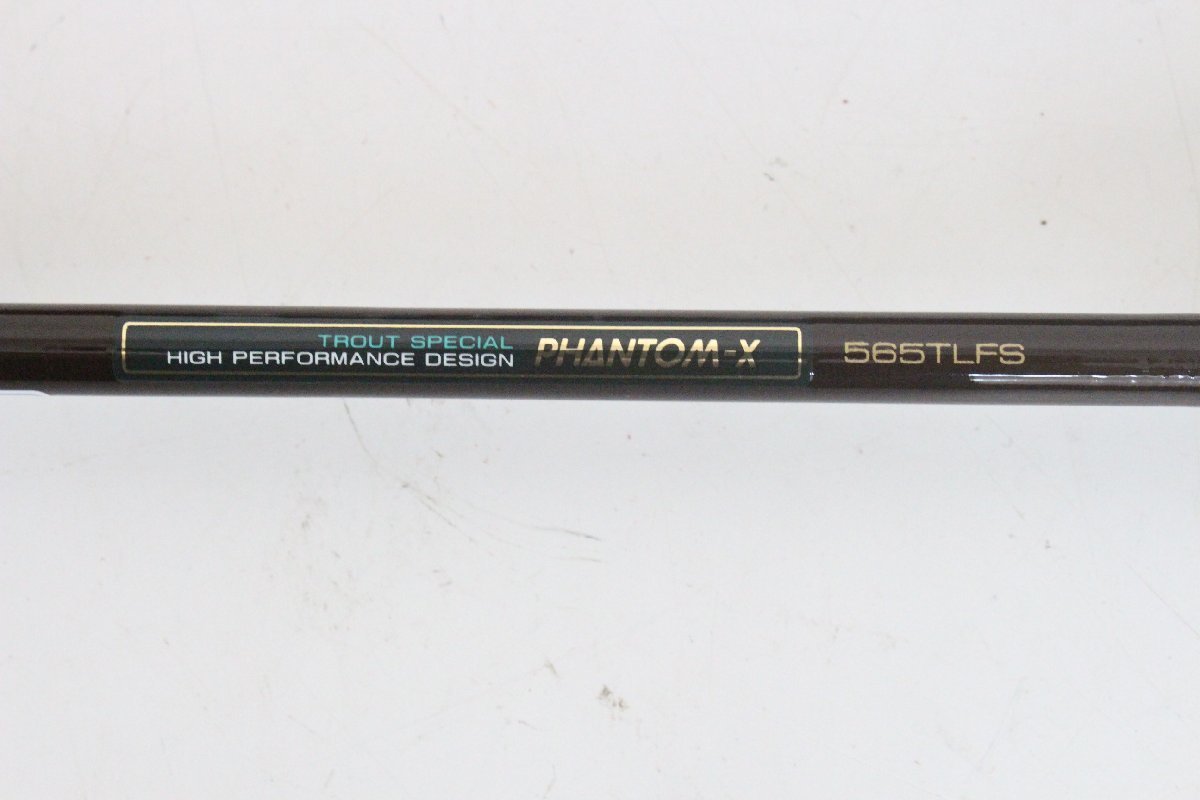 TROUT SPECIAL
HIGH PERFORMANCE DESIGN PHANTOM-X 565TLFS